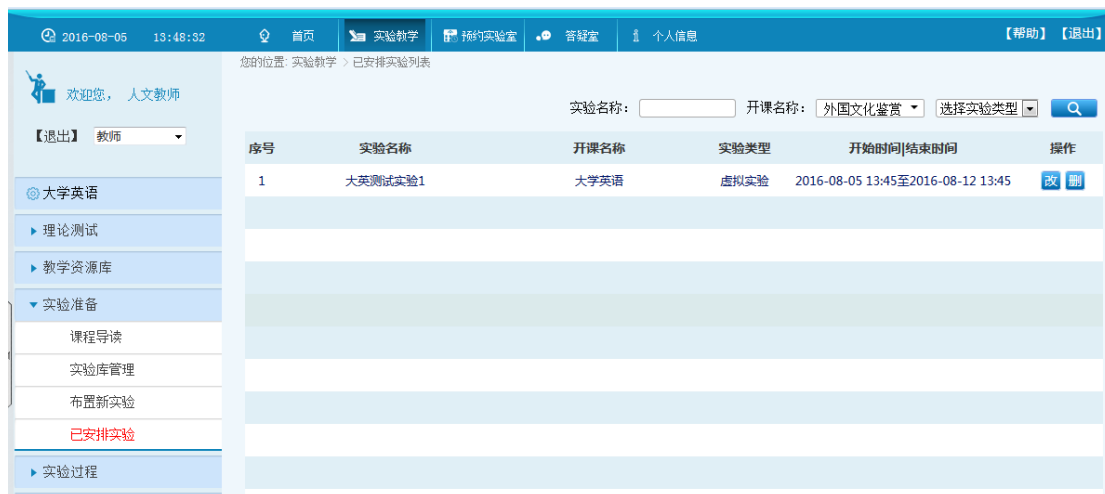 2016-08-05 13:48:32 首页 实验教学 预约实验室 答疑室 个人信息 【帮助】 【退出】
您的位置: 实验教学 > 已安排实验列表
欢迎您， 人文教师
【退出】 教师
实验名称： 开课名称： 外国文化鉴赏 选择实验类型
序号 实验名称 开课名称 实验类型 开始时间|结束时间 操作
1 大英测试实验1 大学英语 虚拟实验 2016-08-05 13:45至2016-08-12 13:45 改 删
大学英语
理论测试
教学资源库
实验准备
课程导读
实验库管理
布置新实验
已安排实验
实验过程